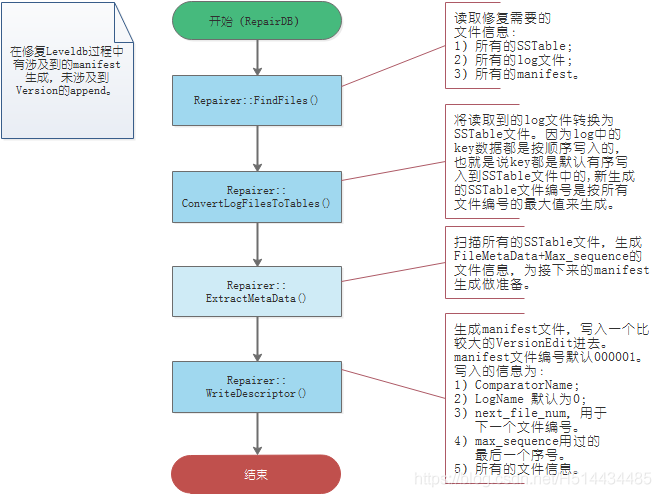 在修复Leveldb过程中
有涉及到的manifest
生成，未涉及到
Version的append。
开始 (RepairDB)
读取修复需要的
文件信息：
1) 所有的SSTable；
2) 所有的log文件；
3) 所有的manifest。
Repairer::FindFiles()
将读取到的log文件转换为
SSTable文件。因为log中的
key数据都是按顺序写入的，
也就是说key都是默认有序写
入到SSTable文件中的,新生成
的SSTable文件编号是按所有
文件编号的最大值来生成。
Repairer::
ConvertLogFilesToTables()
扫描所有的SSTable文件，生成
FileMetaData+Max_sequence的
文件信息，为接下来的manifest
生成做准备。
Repairer::
ExtractMetaData()
生成manifest文件，写入一个比
较大的VersionEdit进去。
manifest文件编号默认000001。
写入的信息为：
1) ComparatorName；
2) LogName 默认为0；
3) next_file_num，用于
下一个文件编号。
4) max_sequence用过的
最后一个序号。
5) 所有的文件信息。
Repairer::
WriteDescriptor()
结束
https://blog.csdn.net/H514434485